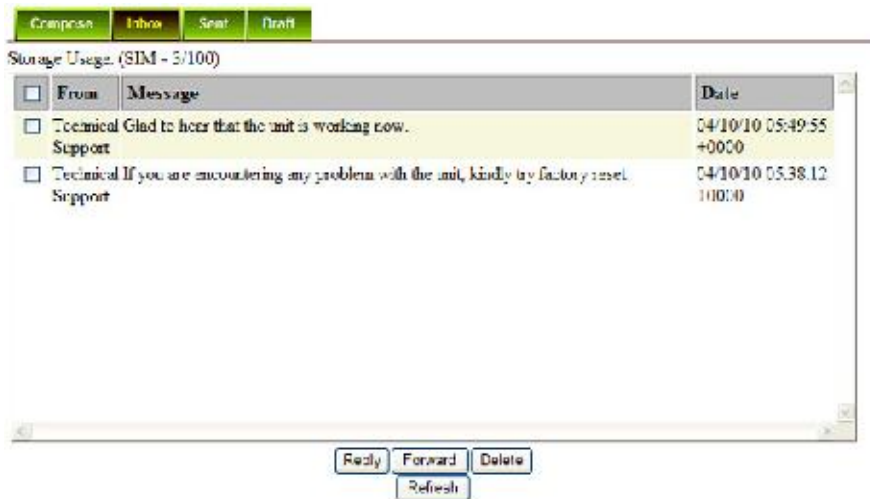 Compose Inbox Sent Draft
Storage Usage. (SIM - 3/100)
From Message Date
Technical Glad to hear that the unit is working now. 04/10/10 05:49:55
Support +0000
Technical If you are encountering any problem with the unit, kindly try factory reset 04/10/10 05:38:12
Support +0000
Reply Forward Delete
Refresh